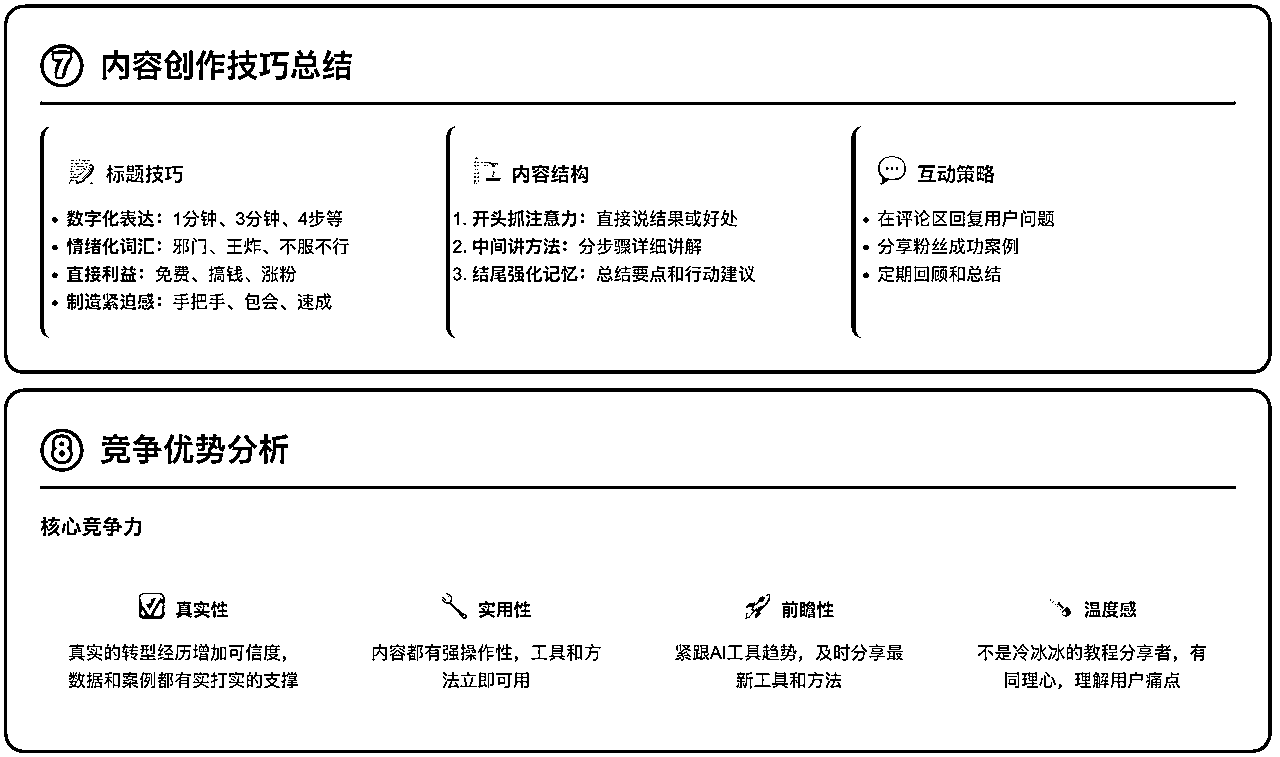 ⑦ 内容创作技巧总结
标题技巧
• 数字化表达：1分钟、3分钟、4步等
• 情绪化词汇：邪门、王炸、不服不行
• 直接利益：免费、搞钱、涨粉
• 制造紧迫感：手把手、包会、速成
内容结构
1. 开头抓注意力：直接说结果或好处
2. 中间讲方法：分步骤详细讲解
3. 结尾强化记忆：总结要点和行动建议
互动策略
• 在评论区回复用户问题
• 分享粉丝成功案例
• 定期回顾和总结
⑧ 竞争优势分析
核心竞争力
真实性
真实的转型经历增加可信度，
数据和案例都有实打实的支撑
实用性
内容都有强操作性，工具和方
法立即可用
前瞻性
紧跟AI工具趋势，及时分享最
新工具和方法
温度感
不是冷冰冰的教程分享者，有
同理心，理解用户痛点